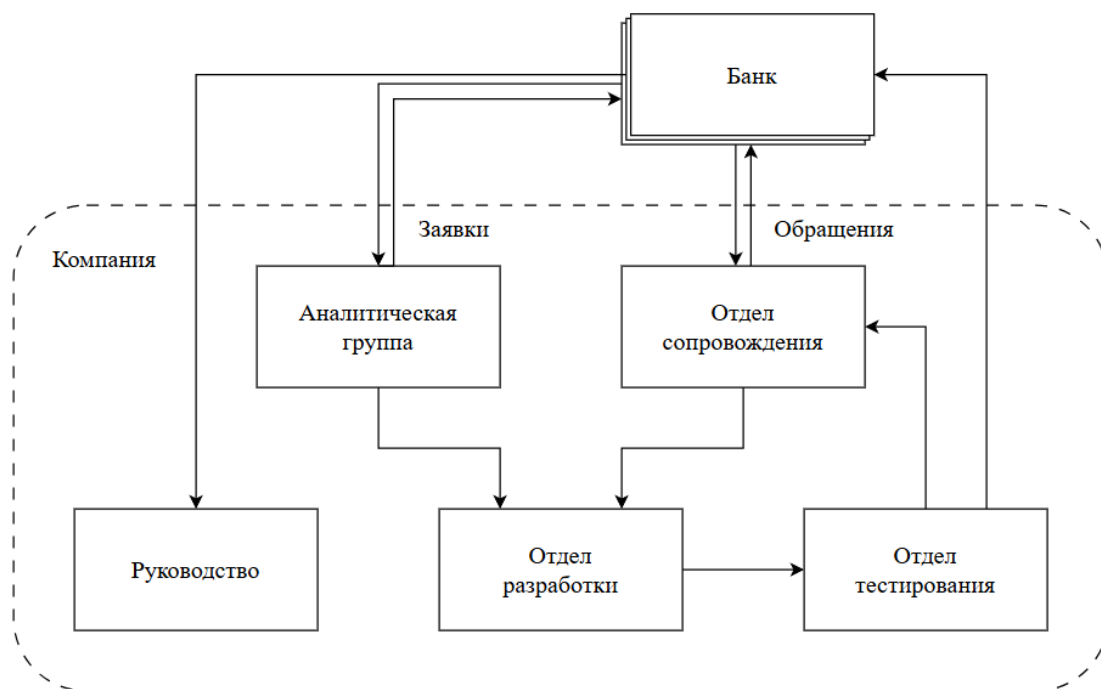 Банк
Заявки
Обращения
Компания
Аналитическая
группа
Отдел
сопровождения
Руководство
Отдел
разработки
Отдел
тестирования